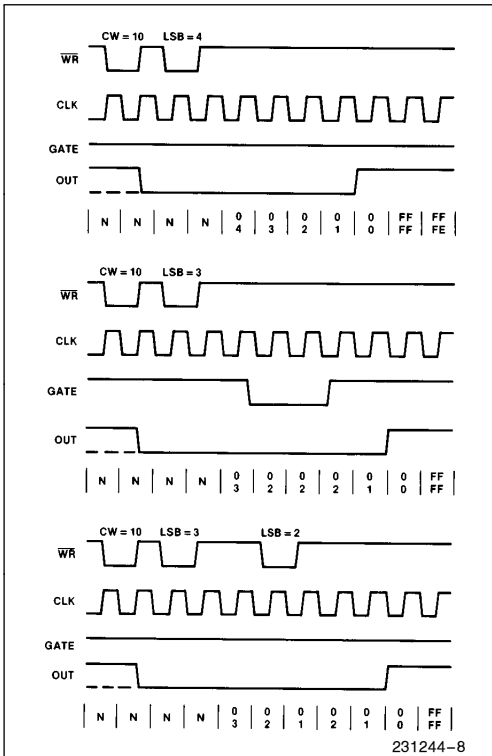 CW=10 LSB=4
WR
CLK
GATE
OUT
N N N N 0 0 0 0 0 FF FF
4 3 2 1 0 FF FE
CW=10 LSB=3
WR
CLK
GATE
OUT
N N N N 0 0 0 0 0 0 FF
3 2 2 2 1 0 FF
CW=10 LSB=3 LSB=2
WR
CLK
GATE
OUT
N N N N 0 0 0 0 0 0 FF
3 2 1 2 1 0 FF
231244-8